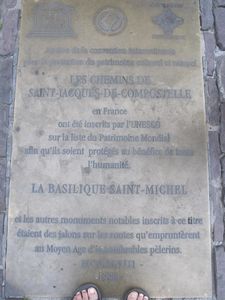 Au titre de la convention internationale
pour la protection du patrimoine culturel et naturel
LES CHEMINS DE
SAINT-JACQUES-DE-COMPOSTELLE
en France
ont été inscrits par l'UNESCO
sur la liste du Patrimoine Mondial
afin qu'ils soient protégés au bénéfice de toute
l'humanité.
LA BASILIQUE SAINT-MICHEL
et les autres monuments notables inscrits à ce titre
étaient des jalons sur les routes qu'empruntèrent
au Moyen Age d'innombrables pèlerins.